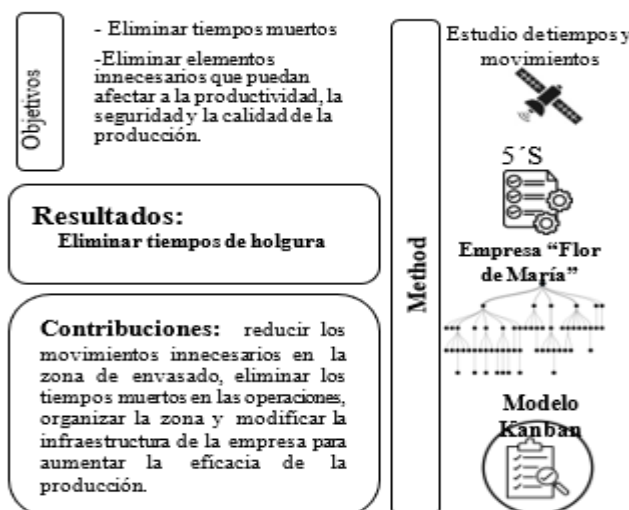 Objetivos
- Eliminar tiempos muertos
-Eliminar elementos
innecesarios que puedan
afectar a la productividad, la
seguridad y la calidad de la
producción.
Resultados:
Eliminar tiempos de holgura
Contribuciones: reducir los
movimientos innecesarios en la
zona de envasado, eliminar los
tiempos muertos en las operaciones,
organizar la zona y modificar la
infraestructura de la empresa para
aumentar la eficacia de la
producción.
Method
Estudio de tiempos y
movimientos
5´S
Empresa “Flor
de María”
Modelo
Kanban